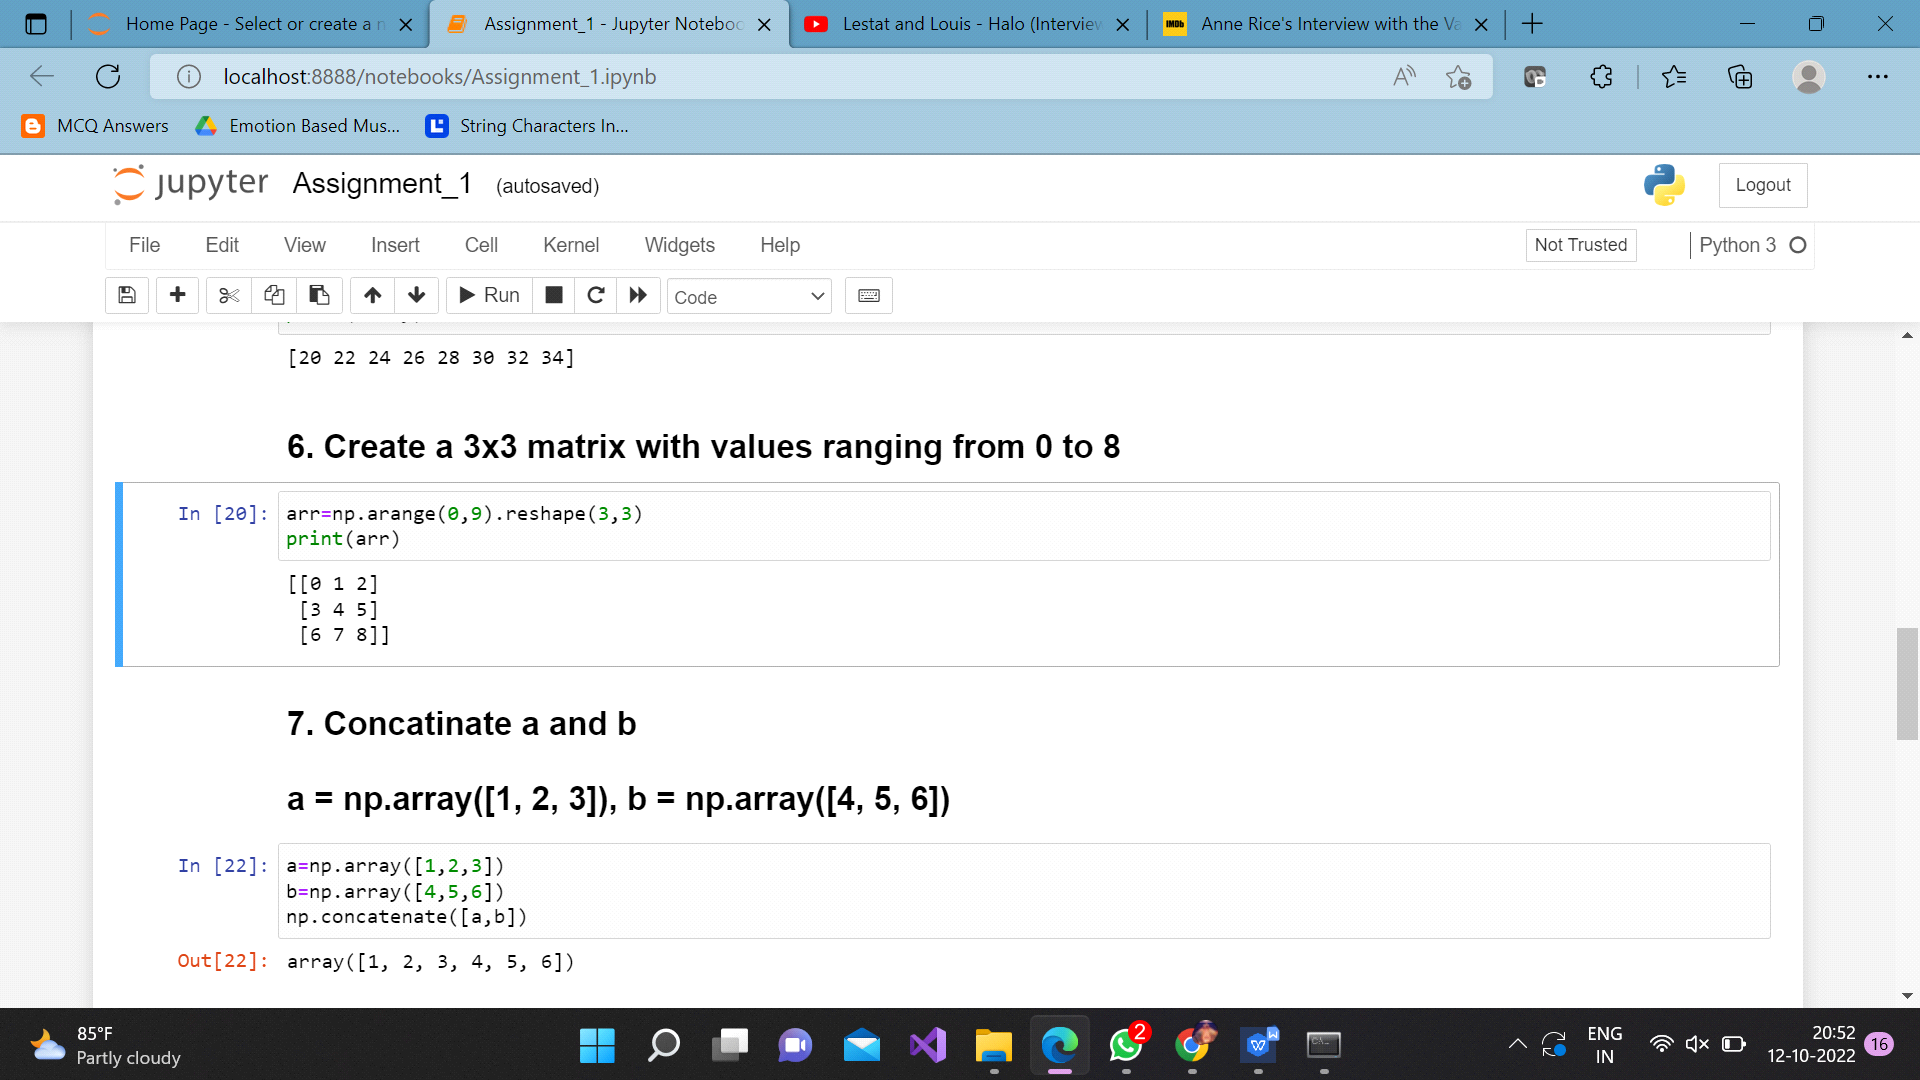 Home Page - Select or create a n
Assignment_1 - Jupyter Noteboo
Lestat and Louis - Halo (Interview
IMDb Anne Rice's Interview with the Va
localhost:8888/notebooks/Assignment_1.ipynb
MCQ Answers
Emotion Based Mus...
String Characters In...
jupyter Assignment_1 (autosaved)
Logout
File Edit View Insert Cell Kernel Widgets Help
Not Trusted
Python 3
Run
Code
[20 22 24 26 28 30 32 34]
6. Create a 3x3 matrix with values ranging from 0 to 8
In [20]: arr=np.arange(0,9).reshape(3,3)
print(arr)
[[0 1 2]
[3 4 5]
[6 7 8]]
7. Concatinate a and b
a = np.array([1, 2, 3]), b = np.array([4, 5, 6])
In [22]: a=np.array([1,2,3])
b=np.array([4,5,6])
np.concatenate([a,b])
Out[22]: array([1, 2, 3, 4, 5, 6])
85°F
Partly cloudy
2
ENG
IN
20:52
12-10-2022
16